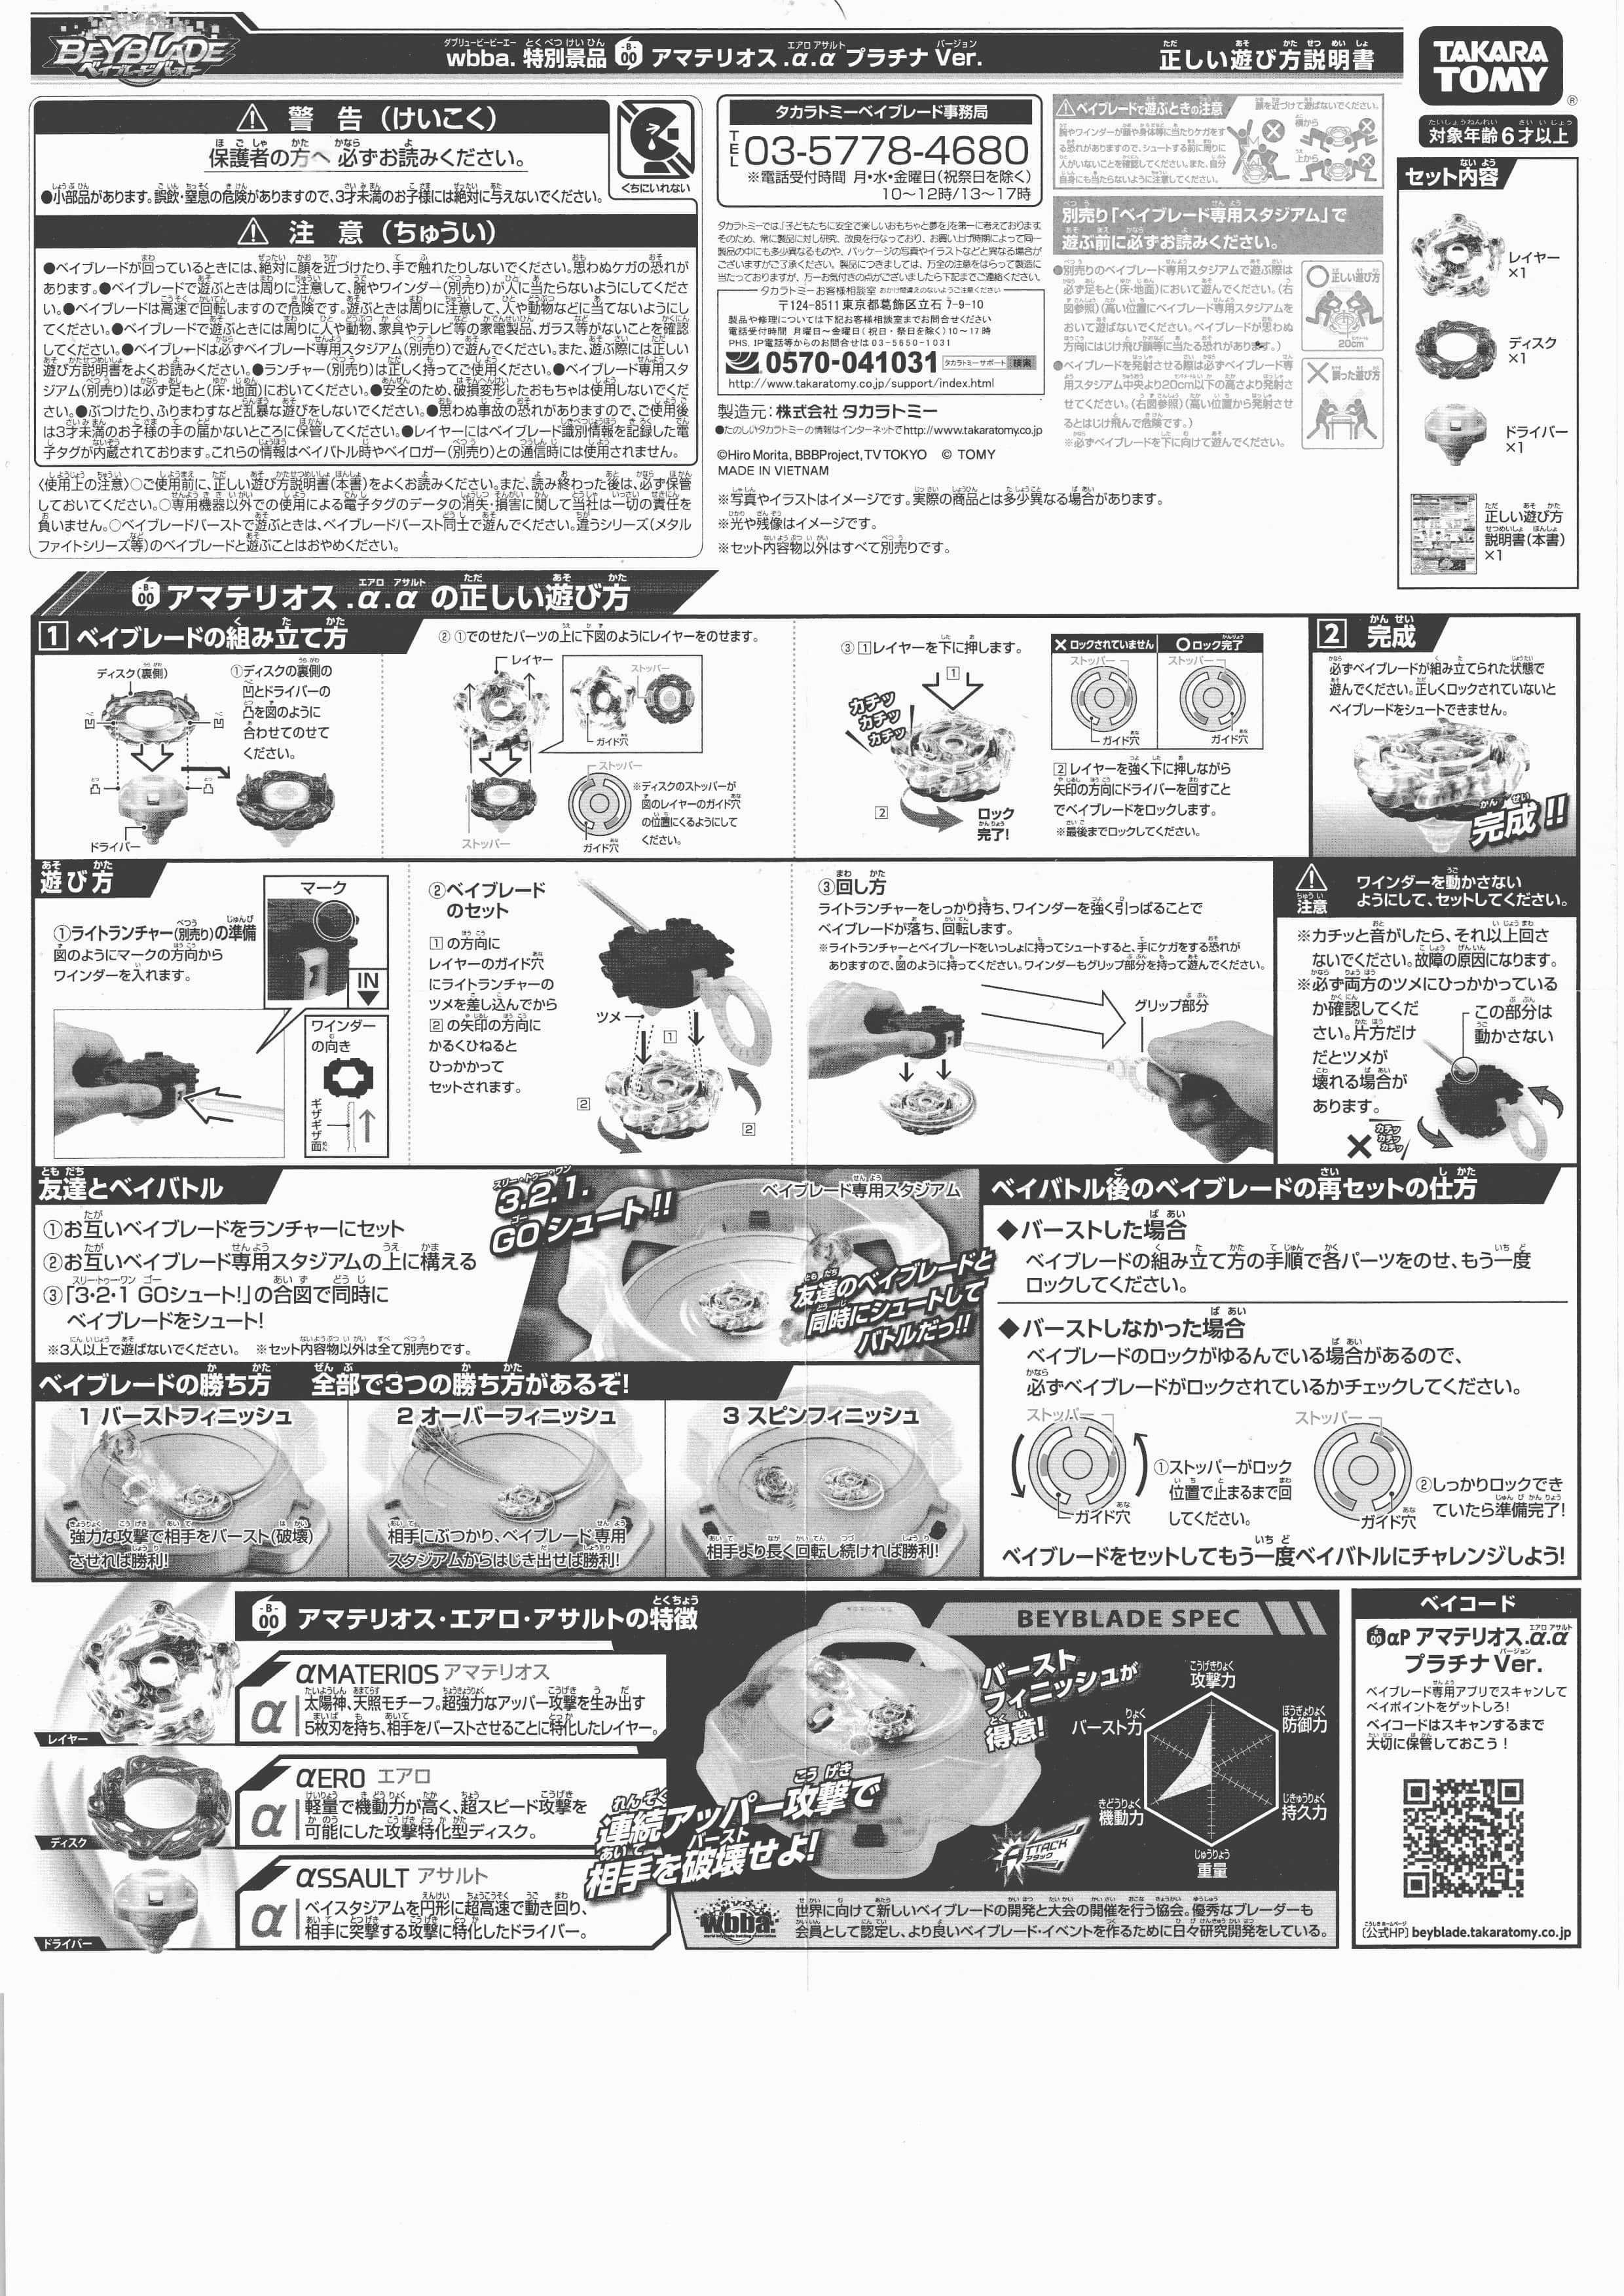 BEYBLADE
ベイブレードバースト
wbba. 特別景品 B-00 アマテリオス.α.α プラチナ Ver.
正しい遊び方説明書
TAKARA TOMY
対象年齢6才以上
警 告 (けいこく)
保護者の方へ 必ずお読みください。
●小部品があります。誤飲・窒息の危険がありますので、3才未満のお子様には絶対に与えないでください。
くちにいれない
注 意 (ちゅうい)
●ベイブレードが回っているときには、絶対に顔を近づけたり、手で触れたりしないでください。思わぬケガの恐れが
あります。●ベイブレードで遊ぶときは周りに注意して、腕やワインダー(別売り)が人に当たらないようにしてくださ
い。●ベイブレードは高速で回転しますので危険です。遊ぶときは周りに注意して、人や動物などに当てないようにし
てください。●ベイブレードで遊ぶときには周りに人や動物、家具やテレビ等の家電製品、ガラス等がないことを確認
してください。●ベイブレードは必ずベイブレード専用スタジアム(別売り)で遊んでください。また、遊ぶ際には正しい
遊び方説明書をよくお読みください。●ランチャー(別売り)は正しく持ってご使用ください。●ベイブレード専用スタ
ジアム(別売り)は必ず足もと(床・地面)においてください。●安全のため、破損変形したおもちゃは使用しないでくだ
さい。●ぶつけたり、ふりまわすなど乱暴な遊びをしないでください。●思わぬ事故の恐れがありますので、ご使用後
は3才未満のお子様の手の届かないところに保管してください。●レイヤーにはベイブレード識別情報を記録した電
子タグが内蔵されております。これらの情報はベイバトル時やベイロガー(別売り)との通信時には使用されません。
〈使用上の注意〉○ご使用前に、正しい遊び方説明書(本書)をよくお読みください。また、読み終わった後は、必ず保管
しておいてください。○専用機器以外での使用による電子タグのデータの消失・損害に関して当社は一切の責任を
負いません。○ベイブレードバーストで遊ぶときは、ベイブレードバースト同士で遊んでください。違うシリーズ(メタル
ファイトシリーズ等)のベイブレードと遊ぶことはおやめください。
タカラトミーベイブレード事務局
TEL 03-5778-4680
※電話受付時間 月・水・金曜日(祝祭日を除く)
10〜12時/13〜17時
タカラトミーでは、「子どもたちに安全で楽しいおもちゃと夢を」を第一に考えております。
そのため、常に製品に対し研究、改良を行なっており、お買い上げ時期によって同一
製品の中にも多少異なるものや、パッケージの写真やイラストなどと異なる場合が
ございますがご了承ください。製品につきましては、万全の注意をはらって製造に
当たっておりますが、万一お気付きの点がございましたら下記までご連絡ください。
タカラトミーお客様相談室 おかけ間違えのないようご注意ください
〒124-8511 東京都葛飾区立石 7-9-10
製品や修理については下記お客様相談室までお問合せください
電話受付時間 月曜日〜金曜日(祝日・祭日を除く)10〜17時
PHS、IP電話等からのお問合せは03-5650-1031
0570-041031 タカラトミーサポート 検索
http://www.takaratomy.co.jp/support/index.html
製造元:株式会社 タカラトミー
●たのしいタカラトミーの情報はインターネットで http://www.takaratomy.co.jp
©Hiro Morita, BBBProject, TV TOKYO © TOMY
MADE IN VIETNAM
※写真やイラストはイメージです。実際の商品とは多少異なる場合があります。
※光や残像はイメージです。
※セット内容物以外はすべて別売りです。
ベイブレードで遊ぶときの注意
腕やワインダーが顔や身体等に当たりケガをす
る恐れがありますので、シュートする前に周りに
人がいないことを確認してください。また、自分
自身にも当たらないように注意してください。
顔を近づけて遊ばないでください。
横から
上から
別売り「ベイブレード専用スタジアム」で
遊ぶ前に必ずお読みください。
●別売りのベイブレード専用スタジアムで遊ぶ際は
必ず足もと(床・地面)において遊んでください。(右
図参照)(高い位置にベイブレード専用スタジアムを
おいて遊ばないでください。ベイブレードが思わぬ
方向にはじけ飛び顔等に当たる恐れがあります。)
●ベイブレードを発射させる際は必ずベイブレード専
用スタジアム中央より20cm以下の高さより発射さ
せてください。(右図参照)(高い位置から発射させ
るとはじけ飛んで危険です。)
※必ずベイブレードを下に向けて遊んでください。
正しい遊び方
20cm
誤った遊び方
セット内容
レイヤー
×1
ディスク
×1
ドライバー
×1
正しい遊び方
説明書(本書)
×1
B-00 アマテリオス.α.α の正しい遊び方
1 ベイブレードの組み立て方
ディスク(裏側)
凹
凹
凸
凸
ドライバー
①ディスクの裏側の
凹とドライバーの
凸を図のように
合わせてのせて
ください。
② ①でのせたパーツの上に下図のようにレイヤーをのせます。
レイヤー
ストッパー
ガイド穴
ストッパー
ストッパー
ガイド穴
※ディスクのストッパーが
図のレイヤーのガイド穴
の位置にくるようにして
ください。
③ 1 レイヤーを下に押します。
カチッ
カチッ
カチッ
1
2
ロック
完了!
×ロックされていません
ストッパー
ガイド穴
○ロック完了
ストッパー
ガイド穴
2 レイヤーを強く下に押しながら
矢印の方向にドライバーを回すこと
でベイブレードをロックします。
※最後までロックしてください。
2 完成
必ずベイブレードが組み立てられた状態で
遊んでください。正しくロックされていないと
ベイブレードをシュートできません。
完成!!
遊び方
①ライトランチャー(別売り)の準備
図のようにマークの方向から
ワインダーを入れます。
マーク
IN
ワインダー
の向き
ギザギザ面
②ベイブレード
のセット
1 の方向に
レイヤーのガイド穴
にライトランチャーの
ツメを差し込んでから
2 の矢印の方向に
かるくひねると
ひっかかって
セットされます。
ツメ
1
2
2
③回し方
ライトランチャーをしっかり持ち、ワインダーを強く引っぱることで
ベイブレードが落ち、回転します。
※ライトランチャーとベイブレードをいっしょに持ってシュートすると、手にケガをする恐れが
ありますので、図のように持ってください。ワインダーもグリップ部分を持って遊んでください。
グリップ部分
注意
ワインダーを動かさない
ようにして、セットしてください。
※カチッと音がしたら、それ以上回さ
ないでください。故障の原因になります。
※必ず両方のツメにひっかかっている
か確認してくだ
さい。片方だけ
だとツメが
壊れる場合が
あります。
この部分は
動かさない
カチッ
カチッ
カチッ
友達とベイバトル
①お互いベイブレードをランチャーにセット
②お互いベイブレード専用スタジアムの上に構える
③「3・2・1 GOシュート!」の合図で同時に
ベイブレードをシュート!
※3人以上で遊ばないでください。 ※セット内容物以外は全て別売りです。
3.2.1.
GOシュート!!
ベイブレード専用スタジアム
友達のベイブレードと
同時にシュートして
バトルだっ!!
ベイブレードの勝ち方 全部で3つの勝ち方があるぞ!
1 バーストフィニッシュ
強力な攻撃で相手をバースト(破壊)
させれば勝利!
2 オーバーフィニッシュ
相手にぶつかり、ベイブレード専用
スタジアムからはじき出せば勝利!
3 スピンフィニッシュ
相手より長く回転し続ければ勝利!
ベイバトル後のベイブレードの再セットの仕方
◆バーストした場合
ベイブレードの組み立て方の手順で各パーツをのせ、もう一度
ロックしてください。
◆バーストしなかった場合
ベイブレードのロックがゆるんでいる場合があるので、
必ずベイブレードがロックされているかチェックしてください。
ストッパー
ガイド穴
①ストッパーがロック
位置で止まるまで回
してください。
ストッパー
ガイド穴
②しっかりロックでき
ていたら準備完了!
ベイブレードをセットしてもう一度ベイバトルにチャレンジしよう!
B-00 アマテリオス・エアロ・アサルトの特徴
レイヤー
αMATERIOS アマテリオス
α
太陽神、天照モチーフ。超強力なアッパー攻撃を生み出す
5枚刃を持ち、相手をバーストさせることに特化したレイヤー。
ディスク
αERO エアロ
α
軽量で機動力が高く、超スピード攻撃を
可能にした攻撃特化型ディスク。
ドライバー
αSSAULT アサルト
α
ベイスタジアムを円形に超高速で動き回り、
相手に突撃する攻撃に特化したドライバー。
連続アッパー攻撃で
相手を破壊せよ!
BEYBLADE SPEC
バースト
フィニッシュが
得意!
攻撃力
防御力
持久力
重量
機動力
バースト力
ATTACK
アタック
wbba.
world beyblade battling association
世界に向けて新しいベイブレードの開発と大会の開催を行う協会。優秀なブレーダーも
会員として認定し、より良いベイブレード・イベントを作るために日々研究開発をしている。
ベイコード
B-00 αP アマテリオス.α.α
プラチナ Ver.
ベイブレード専用アプリでスキャンして
ベイポイントをゲットしろ!
ベイコードはスキャンするまで
大切に保管しておこう!
[公式HP] beyblade.takaratomy.co.jp